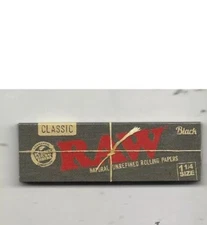 CLASSIC
Black
RAW
NATURAL UNREFINED ROLLING PAPERS
1 1/4
SIZE